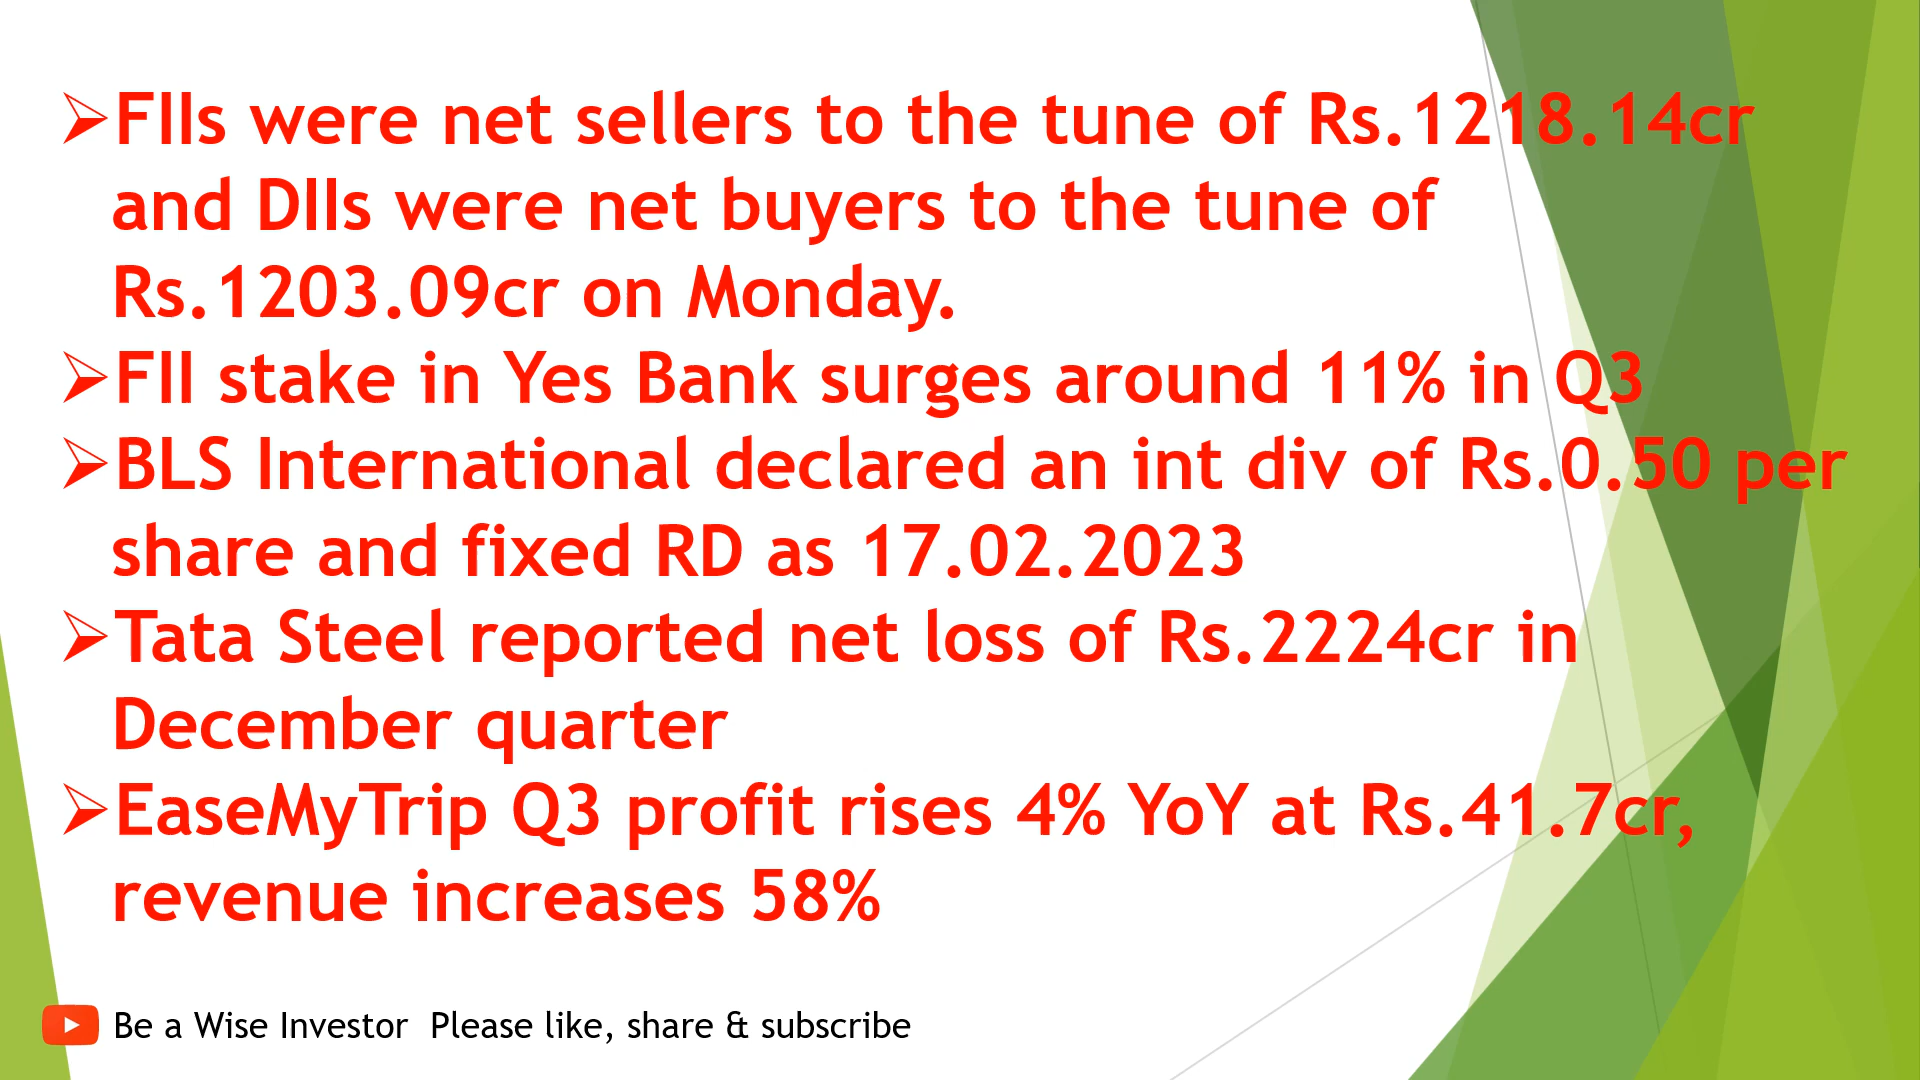 ➢FIIs were net sellers to the tune of Rs.1218.14cr
and DIIs were net buyers to the tune of
Rs.1203.09cr on Monday.
➢FII stake in Yes Bank surges around 11% in Q3
➢BLS International declared an int div of Rs.0.50 per
share and fixed RD as 17.02.2023
➢Tata Steel reported net loss of Rs.2224cr in
December quarter
➢EaseMyTrip Q3 profit rises 4% YoY at Rs.41.7cr,
revenue increases 58%
Be a Wise Investor  Please like, share & subscribe